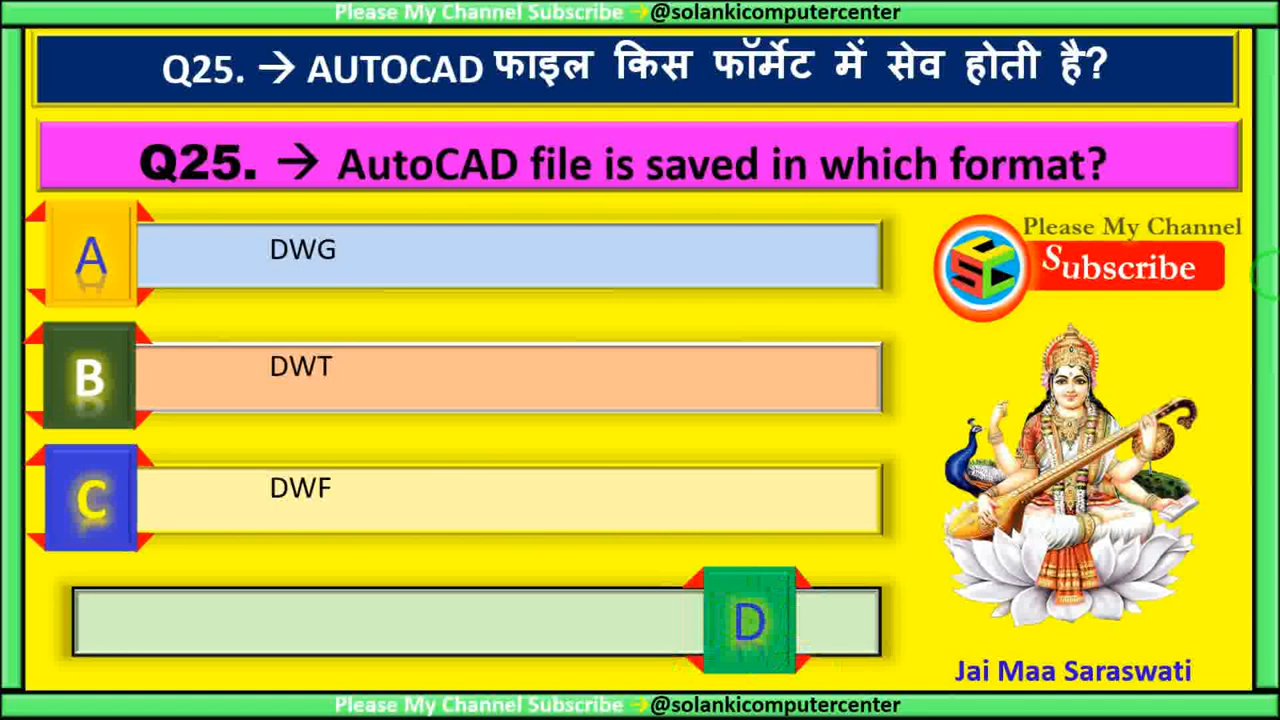 Please My Channel Subscribe → @solankicomputercenter
Q25. → AUTOCAD फाइल किस फॉर्मेट में सेव होती है?
Q25. → AutoCAD file is saved in which format?
A DWG
B DWT
C DWF
D
Please My Channel
Subscribe
CSC
Jai Maa Saraswati
Please My Channel Subscribe → @solankicomputercenter